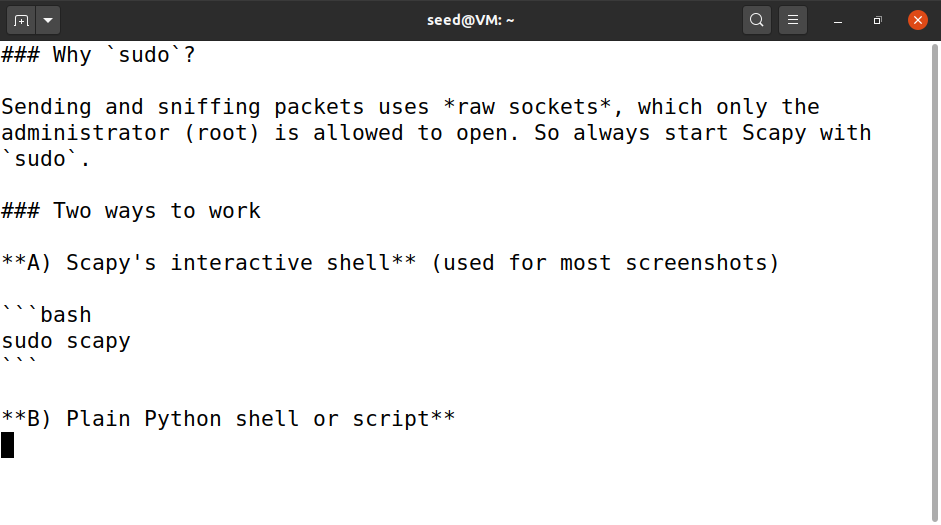 seed@VM: ~
### Why `sudo`?
Sending and sniffing packets uses *raw sockets*, which only the
administrator (root) is allowed to open. So always start Scapy with
`sudo`.
### Two ways to work
**A) Scapy's interactive shell** (used for most screenshots)
```bash
sudo scapy
```
**B) Plain Python shell or script**